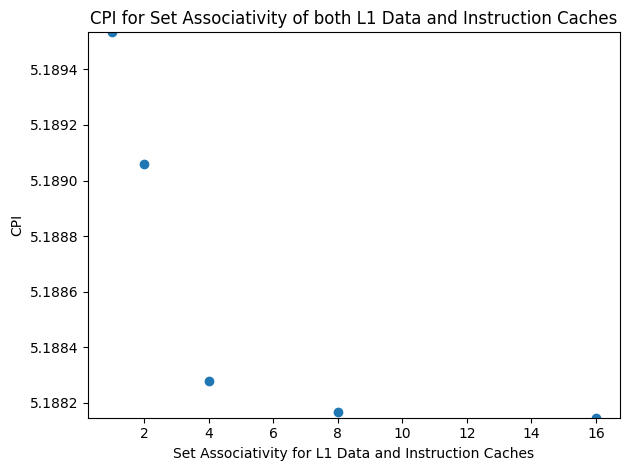 CPI for Set Associativity of both L1 Data and Instruction Caches
5.1894
5.1892
5.1890
5.1888
5.1886
5.1884
5.1882
CPI
2 4 6 8 10 12 14 16
Set Associativity for L1 Data and Instruction Caches